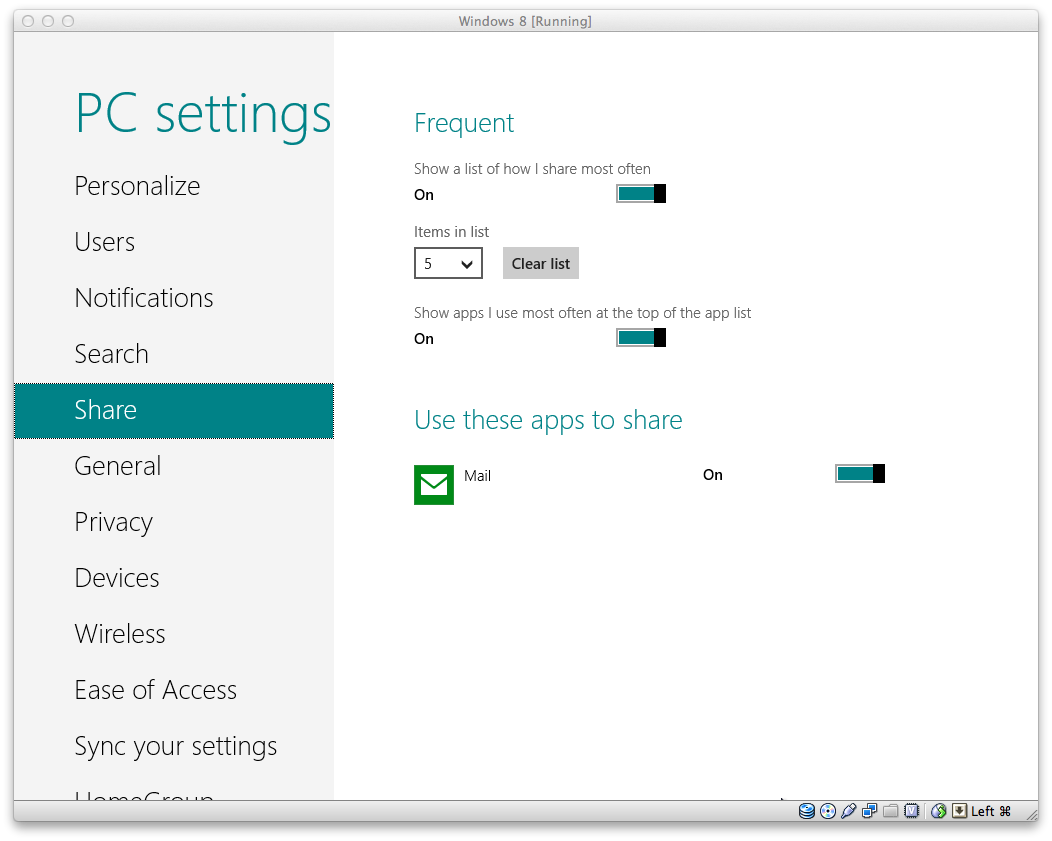 Windows 8 [Running]
PC settings
Personalize
Users
Notifications
Search
Share
General
Privacy
Devices
Wireless
Ease of Access
Sync your settings
HomeGroup
Frequent
Show a list of how I share most often
On
Items in list
5
Clear list
Show apps I use most often at the top of the app list
On
Use these apps to share
Mail On
Left ⌘